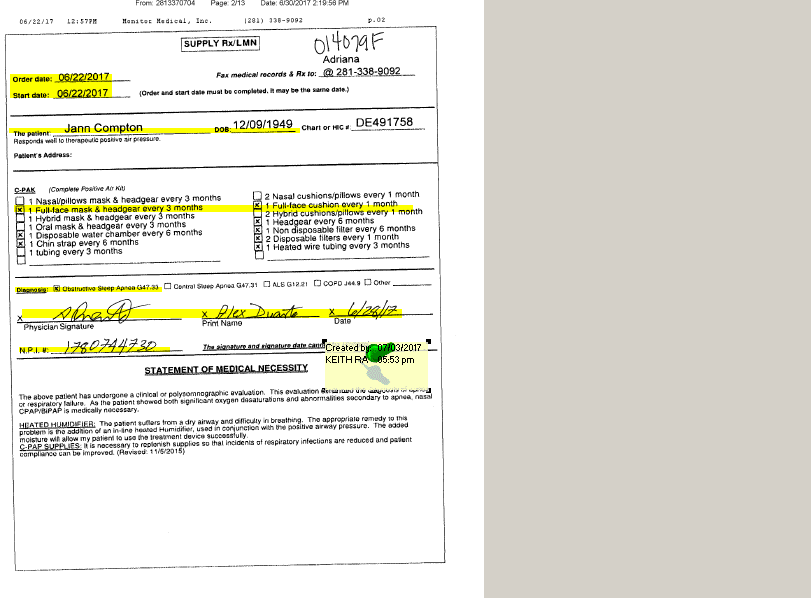 From: 2813370704 Page: 2/13 Date: 6/30/2017 2:19:56 PM
06/22/17 12:57PM Monitor Medical, Inc. (281) 338-9092 p.02
SUPPLY Rx/LMN
014079F
Adriana
Order date: 06/22/2017 Fax medical records & Rx to: @ 281-338-9092
Start date: 06/22/2017 (Order and start date must be completed. It may be the same date.)
The patient: Jann Compton DOB: 12/09/1949 Chart or HIC #: DE491758
Responds well to therapeutic positive air pressure.
Patient's Address:
C-PAK (Complete Positive Air Kit)
1 Nasal/pillows mask & headgear every 3 months
1 Full-face mask & headgear every 3 months
1 Hybrid mask & headgear every 3 months
1 Oral mask & headgear every 3 months
1 Disposable water chamber every 6 months
1 Chin strap every 6 months
1 tubing every 3 months
2 Nasal cushions/pillows every 1 month
1 Full-face cushion every 1 month
2 Hybrid cushions/pillows every 1 month
1 Headgear every 6 months
1 Non disposable filter every 6 months
2 Disposable filters every 1 month
1 Heated wire tubing every 3 months
Diagnosis: Obstructive Sleep Apnea G47.33 Central Sleep Apnea G47.31 ALS G12.21 COPD J44.9 Other
X X Alex Duarte X 6/28/17
Physician Signature Print Name Date
N.P.I. #: 1780744730 The signature and signature date
Created by: 07/03/2017
KEITH RA 05:53 pm
STATEMENT OF MEDICAL NECESSITY
The above patient has undergone a clinical or polysomnographic evaluation. This evaluation the diagnosis of
or respiratory failure. As the patient showed both significant oxygen desaturations and abnormalities secondary to apnea, nasal
CPAP/BiPAP is medically necessary.
HEATED HUMIDIFIER: The patient suffers from a dry airway and difficulty in breathing. The appropriate remedy to this
problem is the addition of an in-line heated Humidifier, used in conjunction with the positive airway pressure. The added
moisture will allow my patient to use the treatment device successfully.
C-PAP SUPPLIES: It is necessary to replenish supplies so that incidents of respiratory infections are reduced and patient
compliance can be improved. (Revised: 11/5/2015)